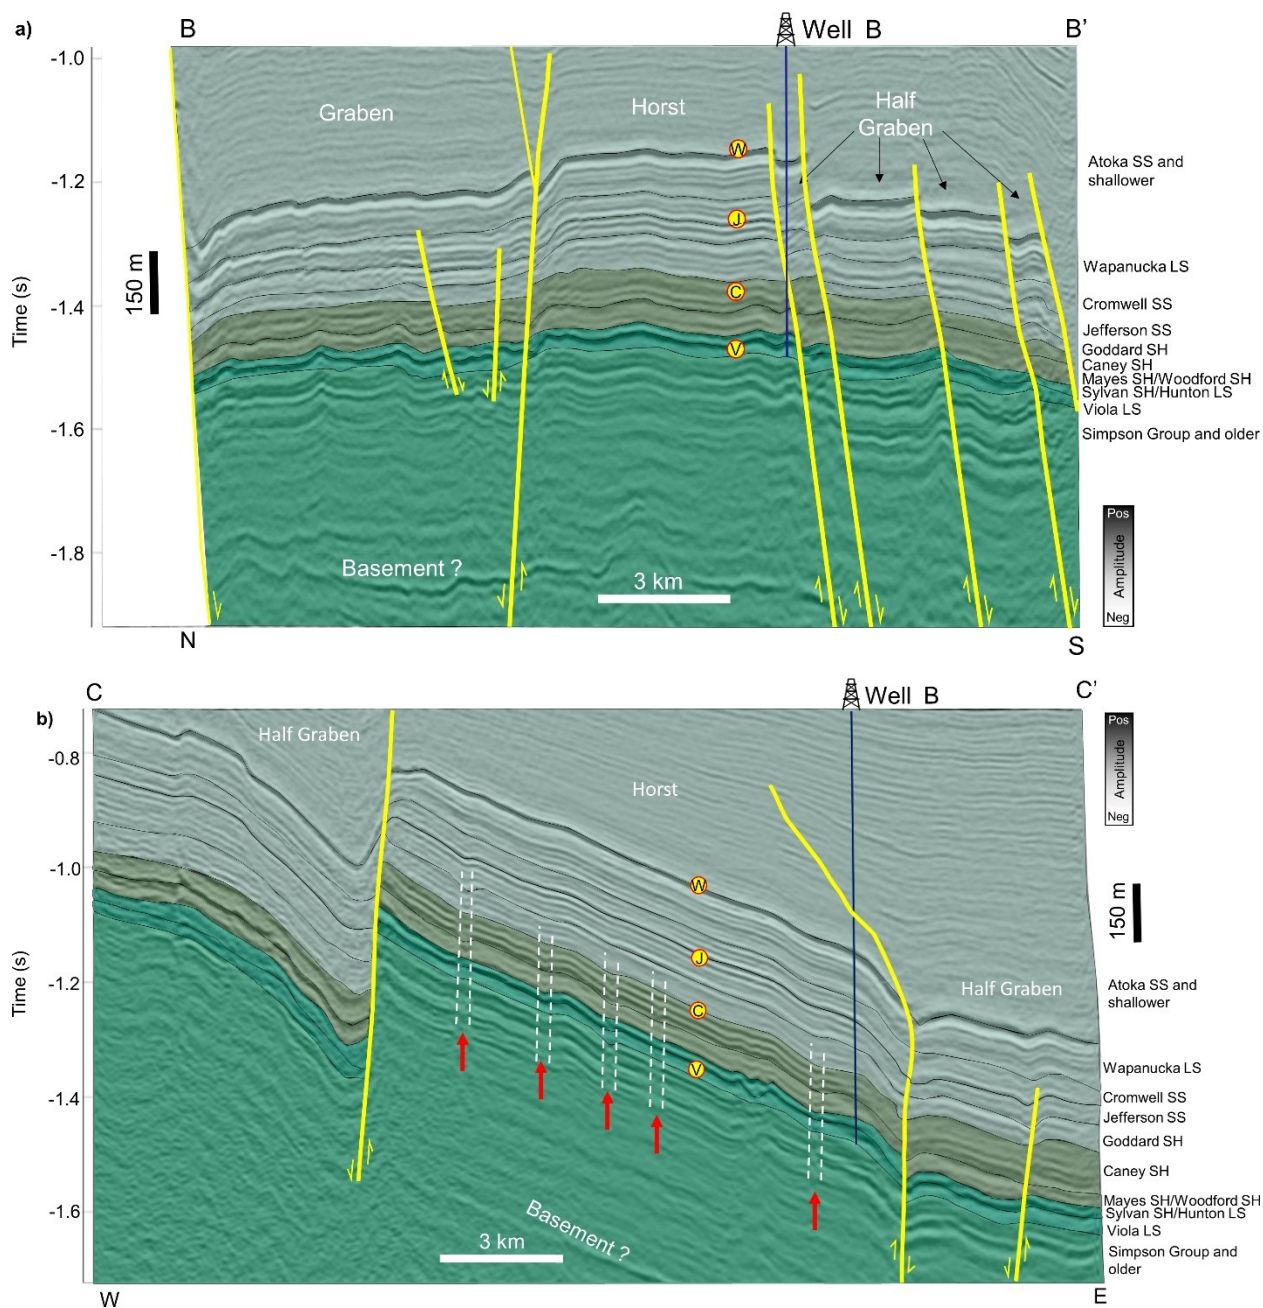 a)
B
Well B
B’
-1.0
Graben
Horst
Half
Graben
W
Atoka SS and
shallower
-1.2
J
150 m
Time (s)
Wapanucka LS
C
Cromwell SS
-1.4
Jefferson SS
V
Goddard SH
Caney SH
Mayes SH/Woodford SH
Sylvan SH/Hunton LS
Viola LS
-1.6
Simpson Group and older
Pos
Amplitude
Neg
-1.8
Basement ?
3 km
N
S
C
Well B
C’
b)
Half Graben
Pos
Amplitude
Neg
-0.8
Horst
-1.0
W
150 m
J
Time (s)
-1.2
Half Graben
Atoka SS and
shallower
C
V
Wapanucka LS
-1.4
Cromwell SS
Jefferson SS
Goddard SH
Caney SH
Mayes SH/Woodford SH
-1.6
Sylvan SH/Hunton LS
Viola LS
Basement ?
3 km
Simpson Group and
older
W
E